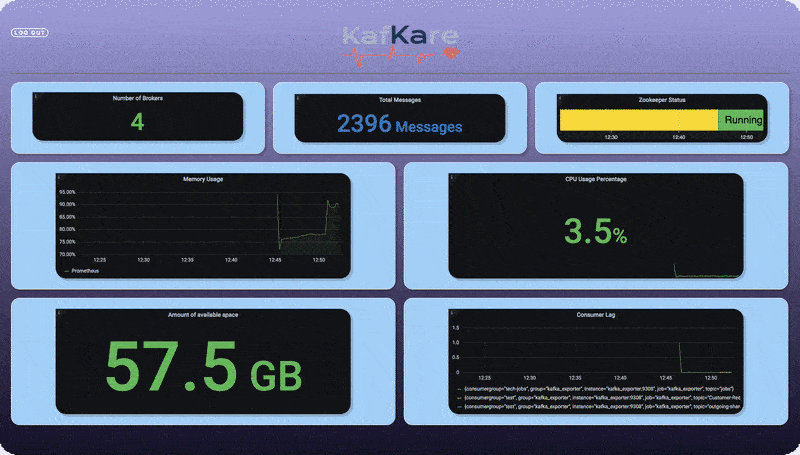 LOG OUT
KafKare
Number of Brokers
4
Total Messages
2396 Messages
Zookeeper Status
Running
12:30 12:40 12:50
Memory Usage
95.00%
90.00%
85.00%
80.00%
75.00%
70.00%
12:25 12:30 12:35 12:40 12:45 12:50
Prometheus
CPU Usage Percentage
3.5%
Amount of available space
57.5 GB
Consumer Lag
1.5
1.0
0.5
0
12:25 12:30 12:35 12:40 12:45 12:50
{consumergroup="tech-jobs", group="kafka_exporter", instance="kafka_exporter:9308", job="kafka_exporter", topic="jobs"}
{consumergroup="test", group="kafka_exporter", instance="kafka_exporter:9308", job="kafka_exporter", topic="Customer-Rec
{consumergroup="test", group="kafka_exporter", instance="kafka_exporter:9308", job="kafka_exporter", topic="outgoing-sher